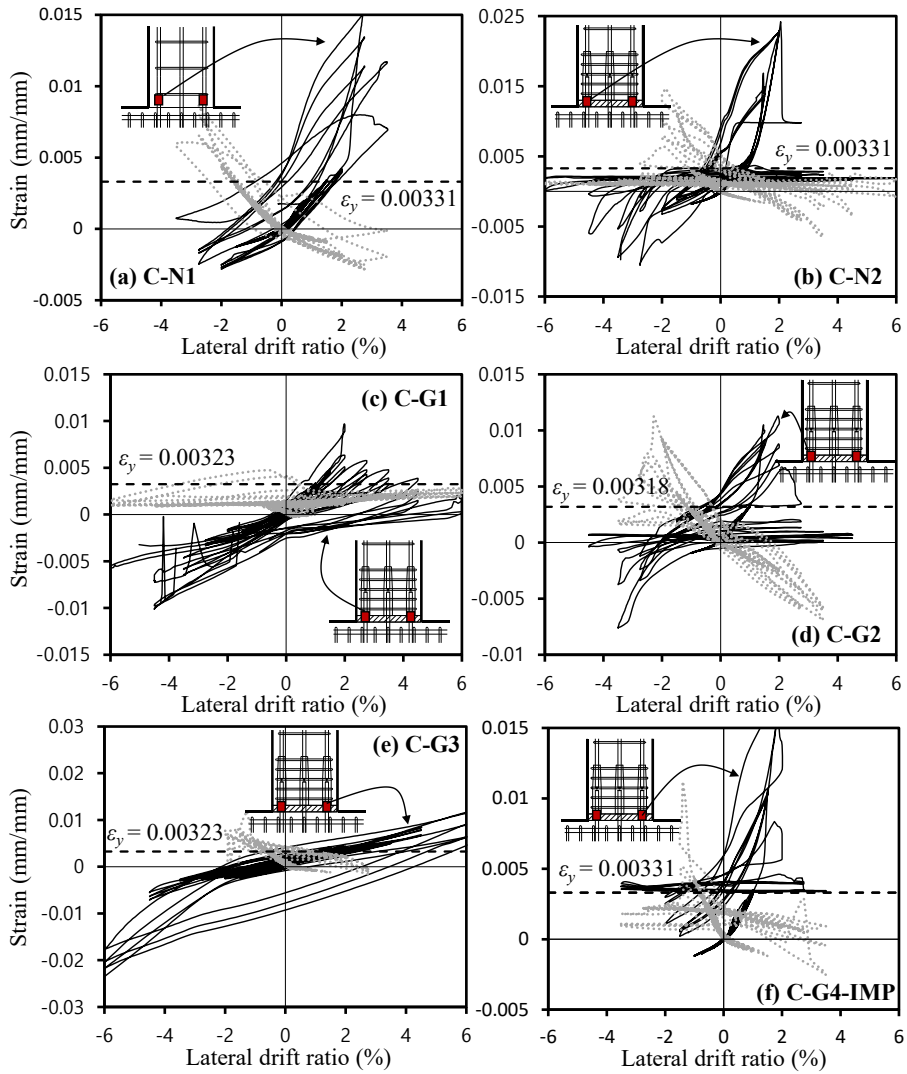 0.015
0.01
0.005
0
-0.005
Strain (mm/mm)
εy = 0.00331
(a) C-N1
-6 -4 -2 0 2 4 6
Lateral drift ratio (%)
0.025
0.015
0.005
-0.005
-0.015
εy = 0.00331
(b) C-N2
-6 -4 -2 0 2 4 6
Lateral drift ratio (%)
0.015
0.01
0.005
0
-0.005
-0.01
-0.015
Strain (mm/mm)
(c) C-G1
εy = 0.00323
-6 -4 -2 0 2 4 6
Lateral drift ratio (%)
0.015
0.01
0.005
0
-0.005
-0.01
εy = 0.00318
(d) C-G2
-6 -4 -2 0 2 4 6
Lateral drift ratio (%)
0.03
0.02
0.01
0
-0.01
-0.02
-0.03
Strain (mm/mm)
(e) C-G3
εy = 0.00323
-6 -4 -2 0 2 4 6
Lateral drift ratio (%)
0.015
0.01
0.005
0
-0.005
εy = 0.00331
(f) C-G4-IMP
-6 -4 -2 0 2 4 6
Lateral drift ratio (%)